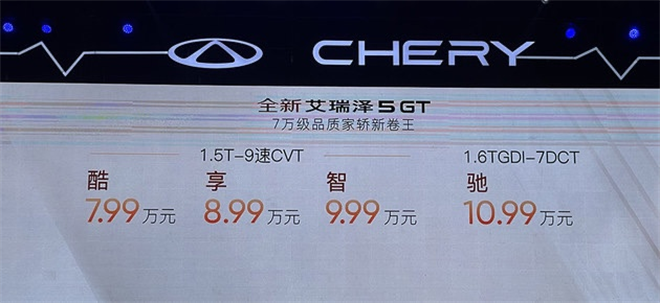 CHERY
全新艾瑞泽5GT
7万级品质家轿新卷王
1.5T-9速CVT 1.6TGDI-7DCT
酷 享 智 驰
7.99万元 8.99万元 9.99万元 10.99万元